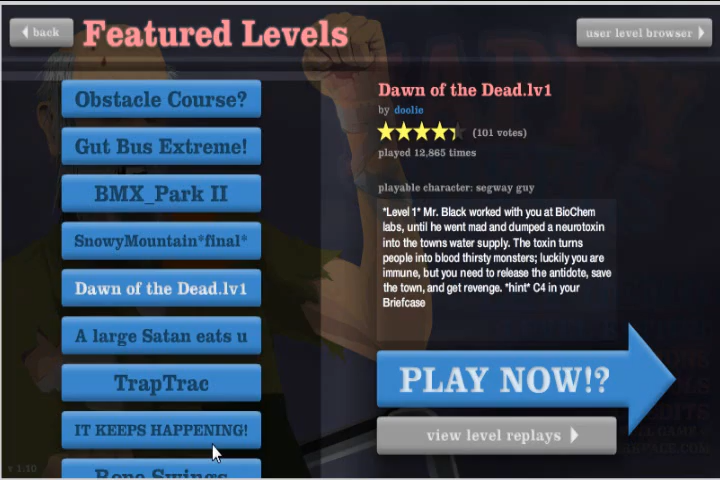 back
Featured Levels
user level browser
Obstacle Course?
Gut Bus Extreme!
BMX_Park II
SnowyMountain*final*
Dawn of the Dead.lv1
A large Satan eats u
TrapTrac
IT KEEPS HAPPENING!
Bone Swings
v 1.10
Dawn of the Dead.lv1
by doolie
(101 votes)
played 12,865 times
playable character: segway guy
*Level 1* Mr. Black worked with you at BioChem
labs, until he went mad and dumped a neurotoxin
into the towns water supply. The toxin turns
people into blood thirsty monsters; luckily you are
immune, but you need to release the antidote, save
the town, and get revenge. *hint* C4 in your
Briefcase
PLAY NOW!?
view level replays